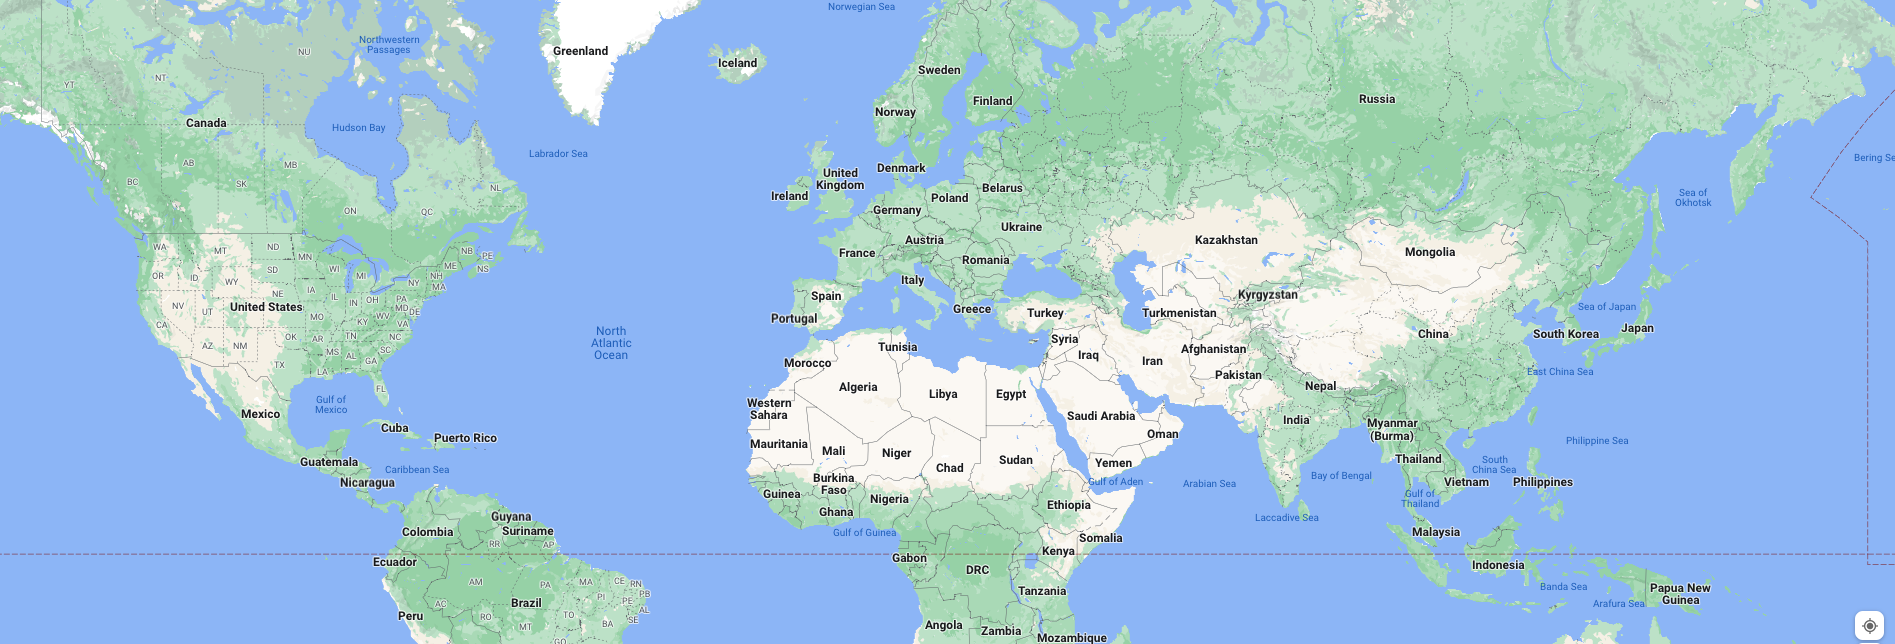 Norwegian Sea
Northwestern
Passages
NU
Greenland
Iceland
Sweden
NT
YT
Finland
Russia
Norway
Canada
Hudson Bay
Labrador Sea
Bering Se
AB
MB
BC
SK
NL
United
Kingdom
Denmark
Ireland
Belarus
Poland
Sea of
Okhotsk
ON
QC
Germany
Ukraine
Austria
Kazakhstan
Mongolia
WA
MT
ND
MN
NB
PE
NS
ME
France
Romania
OR
ID
SD
WI
MI
NH
NY
MA
WY
Italy
NE
IA
IL
IN
OH
PA
MD
DE
NV
UT
United States
Spain
Kyrgyzstan
Sea of Japan
CA
MO
KY
WV
VA
TN
NC
Portugal
Greece
Turkey
Turkmenistan
China
South Korea
Japan
North
Atlantic
Ocean
AZ
NM
OK
AR
MS
AL
SC
GA
TX
LA
FL
Tunisia
Syria
Iraq
Iran
Afghanistan
Morocco
Pakistan
East China Sea
Algeria
Libya
Egypt
Nepal
Gulf of
Mexico
Mexico
Western
Sahara
Saudi Arabia
India
Myanmar
(Burma)
Cuba
Puerto Rico
Oman
Mauritania
Mali
Niger
Chad
Sudan
Yemen
Philippine Sea
Guatemala
Caribbean Sea
Nicaragua
Thailand
South
China Sea
Bay of Bengal
Vietnam
Philippines
Burkina
Faso
Gulf of Aden
Arabian Sea
Guinea
Nigeria
Ghana
Ethiopia
Gulf of
Thailand
Guyana
Suriname
Colombia
Gulf of Guinea
Laccadive Sea
Malaysia
Somalia
RR
AP
Ecuador
Gabon
Kenya
DRC
Indonesia
AM
PA
MA
CE
RN
PB
PI
PE
AL
SE
Tanzania
Banda Sea
Papua New
Guinea
Arafura Sea
AC
Brazil
RO
TO
BA
MT
GO
Peru
Angola
Zambia
Mozambique